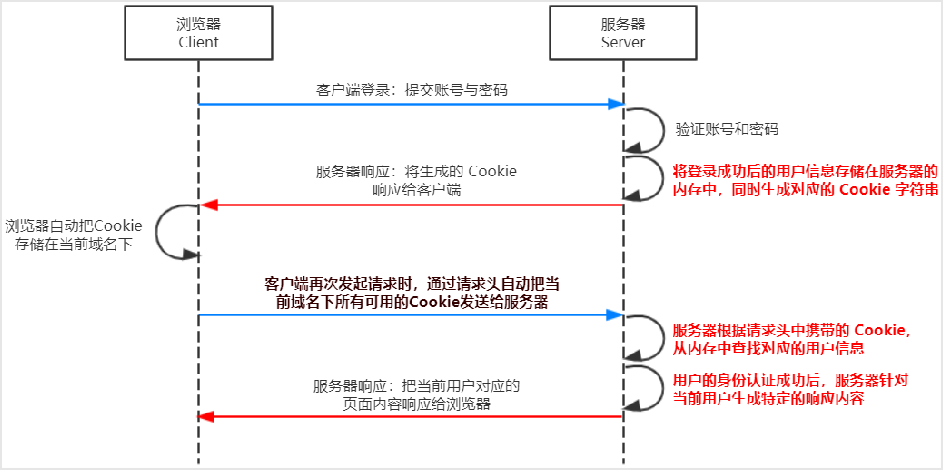 浏览器
Client
服务器
Server
客户端登录：提交账号与密码
验证账号和密码
服务器响应：将生成的 Cookie
响应给客户端
将登录成功后的用户信息存储在服务器的
内存中，同时生成对应的 Cookie 字符串
浏览器自动把Cookie
存储在当前域名下
客户端再次发起请求时，通过请求头自动把当
前域名下所有可用的Cookie发送给服务器
服务器根据请求头中携带的 Cookie，
从内存中查找对应的用户信息
用户的身份认证成功后，服务器针对
当前用户生成特定的响应内容
服务器响应：把当前用户对应的
页面内容响应给浏览器